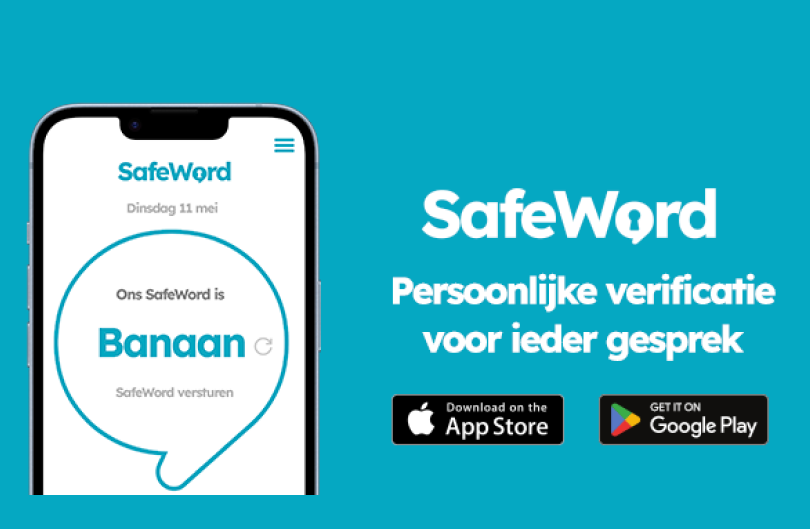 SafeWord
Dinsdag 11 mei
Ons SafeWord is
Banaan
SafeWord versturen
SafeWord
Persoonlijke verificatie
voor ieder gesprek
Download on the
App Store
GET IT ON
Google Play